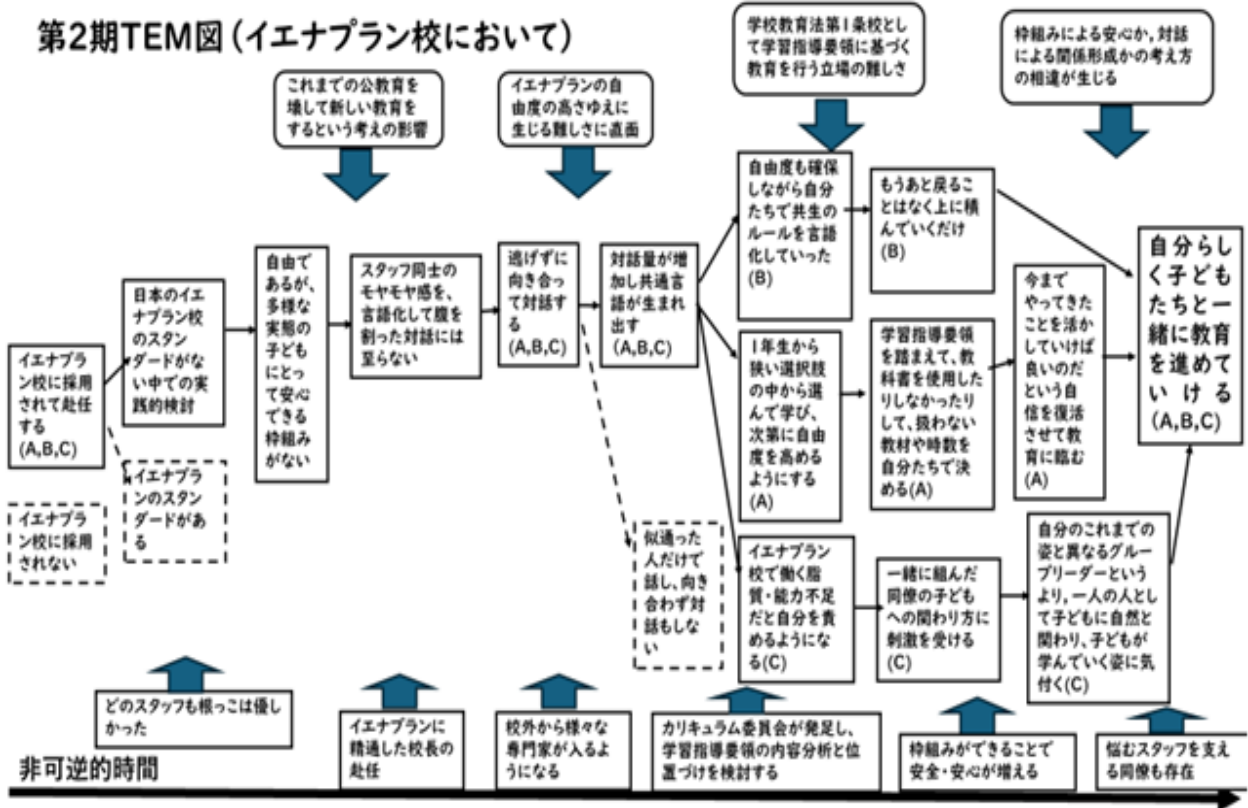 第2期TEM図(イエナプラン校において)
これまでの公教育を
壊して新しい教育を
するという考えの影響
イエナプランの自
由度の高さゆえに
生じる難しさに直面
学校教育法第1条校とし
て学習指導要領に基づく
教育を行う立場の難しさ
枠組みによる安心か,対話
による関係形成かの考え方
の相違が生じる
イエナプラ
ン校に採用
されて赴任
する
(A,B,C)
イエナプラ
ン校に採用
されない
日本のイエ
ナプラン校
のスタン
ダードがな
い中での実
践的検討
イエナプラ
ンのスタン
ダードがあ
る
自由で
あるが、
多様な
実態の
子ども
にとっ
て安心
できる
枠組み
がない
スタッフ同士の
モヤモヤ感を、
言語化して腹を
割った対話には
至らない
逃げずに
向き合っ
て対話す
る
(A,B,C)
対話量が増
加し共通言
語が生まれ
出す
(A,B,C)
似通った
人だけで
話し、向き
合わず対
話もしな
い
自由度も確保
しながら自分
たちで共生の
ルールを言語
化していった
(B)
もうあと戻るこ
とはなく上に積
んでいくだけ
(B)
1年生から
狭い選択肢
の中から選
んで学び、
次第に自由
度を高める
ようにする
(A)
学習指導要領
を踏まえて、教
科書を使用した
りしなかったり
して、扱わない
教材や時数を
自分たちで決
める(A)
今まで
やってきた
ことを活か
していけば
良いのだ
という自
信を復活
させて教
育に臨む
(A)
イエナプラン
校で働く脂
質・能力不足
だと自分を責
めるようにな
る(C)
一緒に組んだ
同僚の子ども
への関わり方に
刺激を受ける
(C)
自分のこれまでの
姿と異なるグルー
プリーダーという
より,一人の人とし
て子どもに自然と
関わり、子どもが
学んでいく姿に気
付く(C)
自分らし
く子ども
たちと一
緒に教育
を進めて
いける
(A,B,C)
どのスタッフも根っこは優し
かった
イエナプランに
精通した校長の
赴任
校外から様々な
専門家が入るよ
うになる
カリキュラム委員会が発足し、
学習指導要領の内容分析と位
置づけを検討する
枠組みができることで
安全・安心が増える
悩むスタッフを支え
る同僚も存在
非可逆的時間